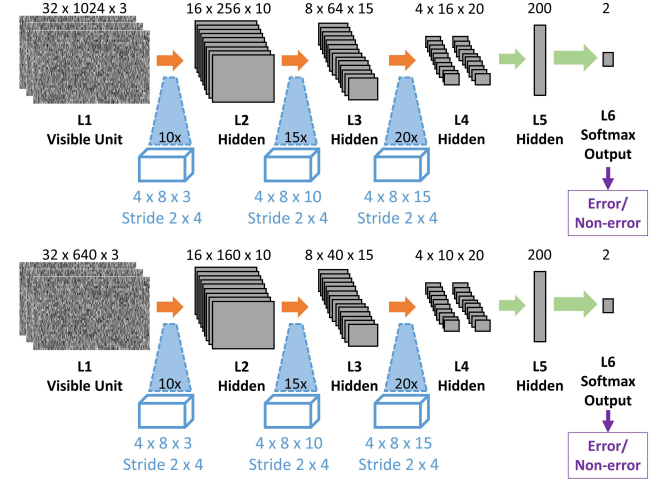 32 x 1024 x 3 16 x 256 x 10 8 x 64 x 15 4 x 16 x 20 200 2
L1 L2 L3 L4 L5 L6
Visible Unit Hidden Hidden Hidden Hidden Softmax
Output
10x 15x 20x
4 x 8 x 3 4 x 8 x 10 4 x 8 x 15
Stride 2 x 4 Stride 2 x 4 Stride 2 x 4
Error/
Non-error
32 x 640 x 3 16 x 160 x 10 8 x 40 x 15 4 x 10 x 20 200 2
L1 L2 L3 L4 L5 L6
Visible Unit Hidden Hidden Hidden Hidden Softmax
Output
10x 15x 20x
4 x 8 x 3 4 x 8 x 10 4 x 8 x 15
Stride 2 x 4 Stride 2 x 4 Stride 2 x 4
Error/
Non-error